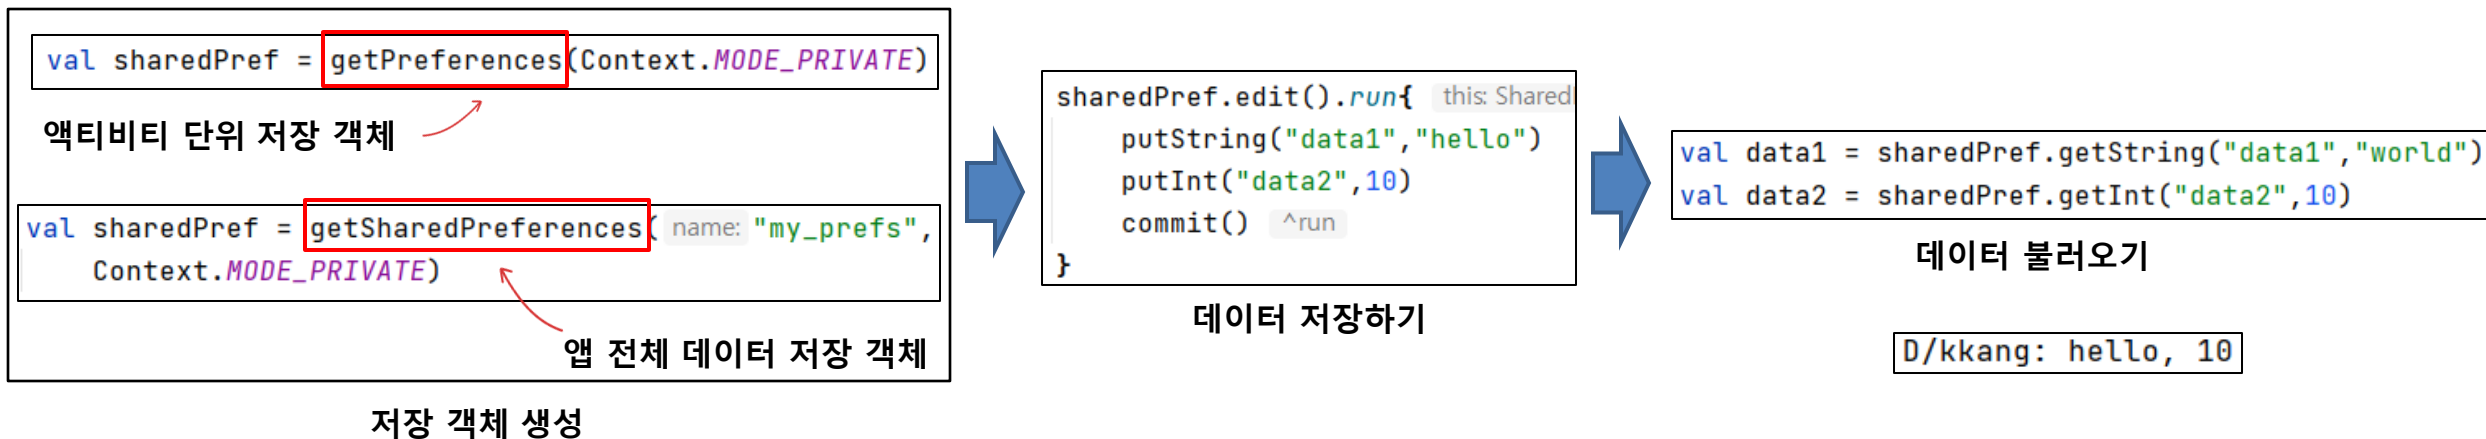 val sharedPref = getPreferences(Context.MODE_PRIVATE)
액티비티 단위 저장 객체
val sharedPref = getSharedPreferences( name: "my_prefs",
Context.MODE_PRIVATE)
앱 전체 데이터 저장 객체
저장 객체 생성
sharedPref.edit().run{ this: Shared
putString("data1","hello")
putInt("data2",10)
commit() ^run
}
데이터 저장하기
val data1 = sharedPref.getString("data1","world")
val data2 = sharedPref.getInt("data2",10)
데이터 불러오기
D/kkang: hello, 10